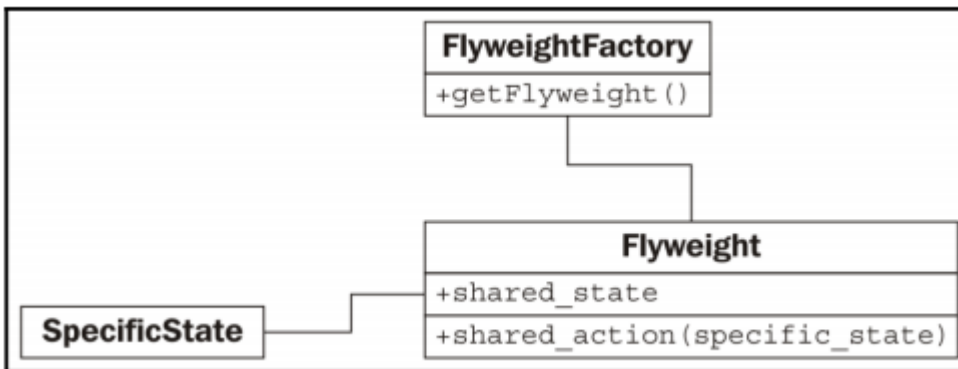 FlyweightFactory
+getFlyweight()
Flyweight
+shared_state
SpecificState
+shared_action(specific_state)